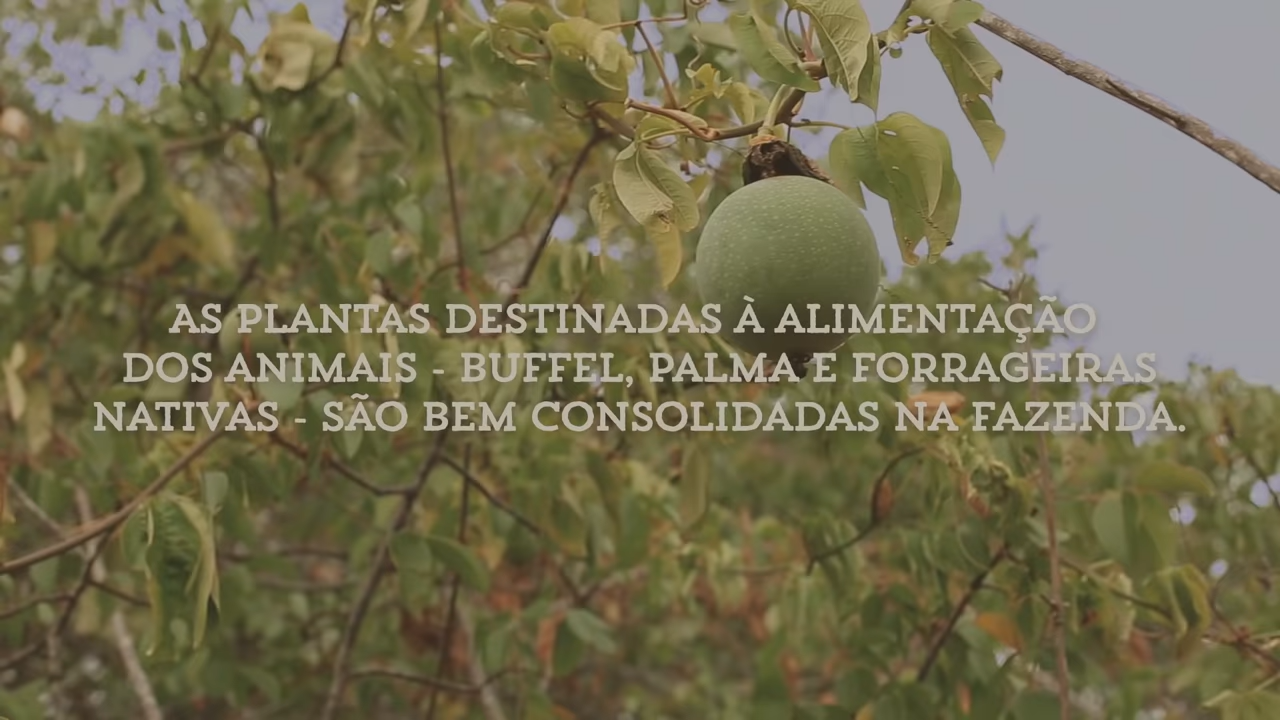 AS PLANTAS DESTINADAS À ALIMENTAÇÃO
DOS ANIMAIS - BUFFEL, PALMA E FORRAGEIRAS
NATIVAS - SÃO BEM CONSOLIDADAS NA FAZENDA.